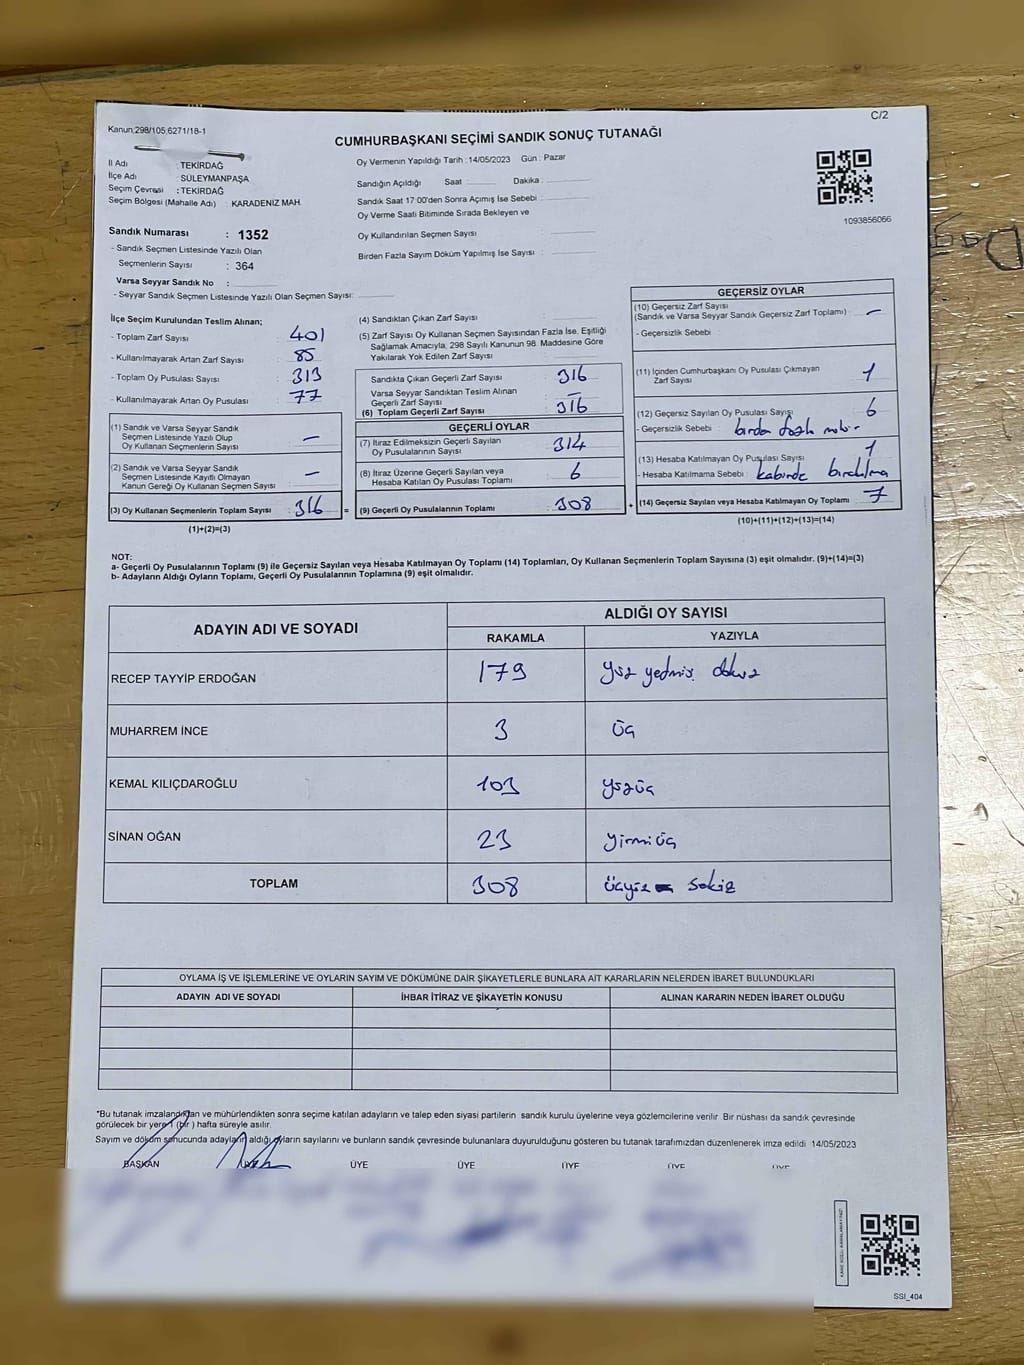 Kanun;298/105;6271/18-1
C/2
CUMHURBAŞKANI SEÇİMİ SANDIK SONUÇ TUTANAĞI
İl Adı : TEKİRDAĞ
İlçe Adı : SÜLEYMANPAŞA
Seçim Çevresi : TEKİRDAĞ
Seçim Bölgesi (Mahalle Adı) : KARADENİZ MAH.
Oy Vermenin Yapıldığı Tarih :14/05/2023 Gün : Pazar
Sandığın Açıldığı Saat : Dakika :
Sandık Saat 17:00'den Sonra Açımış İse Sebebi :
Oy Verme Saati Bitiminde Sırada Bekleyen ve
Oy Kullandırılan Seçmen Sayısı
Birden Fazla Sayım Döküm Yapılmış İse Sayısı :
1093856066
Sandık Numarası : 1352
- Sandık Seçmen Listesinde Yazılı Olan
Seçmenlerin Sayısı : 364
Varsa Seyyar Sandık No :
- Seyyar Sandık Seçmen Listesinde Yazılı Olan Seçmen Sayısı:
İlçe Seçim Kurulundan Teslim Alınan;
- Toplam Zarf Sayısı : 401
- Kullanılmayarak Artan Zarf Sayısı : 85
- Toplam Oy Pusulası Sayısı : 313
- Kullanılmayarak Artan Oy Pusulası : 77
(1) Sandık ve Varsa Seyyar Sandık
Seçmen Listesinde Yazılı Olup
Oy Kullanan Seçmenlerin Sayısı : —
(2) Sandık ve Varsa Seyyar Sandık
Seçmen Listesinde Kayıtlı Olmayan
Kanun Gereği Oy Kullanan Seçmen Sayısı : —
(3) Oy Kullanan Seçmenlerin Toplam Sayısı : 316 =
(1)+(2)=(3)
(4) Sandıktan Çıkan Zarf Sayısı :
(5) Zarf Sayısı Oy Kullanan Seçmen Sayısından Fazla İse, Eşitliği
Sağlamak Amacıyla; 298 Sayılı Kanunun 98. Maddesine Göre
Yakılarak Yok Edilen Zarf Sayısı :
Sandıkta Çıkan Geçerli Zarf Sayısı : 316
Varsa Seyyar Sandıktan Teslim Alınan
Geçerli Zarf Sayısı : —
(6) Toplam Geçerli Zarf Sayısı : 316
GEÇERLİ OYLAR
(7) İtiraz Edilmeksizin Geçerli Sayılan
Oy Pusulalarının Sayısı : 314
(8) İtiraz Üzerine Geçerli Sayılan veya
Hesaba Katılan Oy Pusulası Toplamı : 6
(9) Geçerli Oy Pusulalarının Toplamı : 308 +
GEÇERSİZ OYLAR
(10) Geçersiz Zarf Sayısı
(Sandık ve Varsa Seyyar Sandık Geçersiz Zarf Toplamı) : —
- Geçersizlik Sebebi :
(11) İçinden Cumhurbaşkanı Oy Pusulası Çıkmayan
Zarf Sayısı : 1
(12) Geçersiz Sayılan Oy Pusulası Sayısı : 6
- Geçersizlik Sebebi : birden fazla mühür
(13) Hesaba Katılmayan Oy Pusulası Sayısı : 1
- Hesaba Katılmama Sebebi : kabinde bırakılma
(14) Geçersiz Sayılan veya Hesaba Katılmayan Oy Toplamı : 7
(10)+(11)+(12)+(13)=(14)
NOT:
a- Geçerli Oy Pusulalarının Toplamı (9) ile Geçersiz Sayılan veya Hesaba Katılmayan Oy Toplamı (14) Toplamları, Oy Kullanan Seçmenlerin Toplam Sayısına (3) eşit olmalıdır. (9)+(14)=(3)
b- Adayların Aldığı Oyların Toplamı, Geçerli Oy Pusulalarının Toplamına (9) eşit olmalıdır.
ADAYIN ADI VE SOYADI ALDIĞI OY SAYISI
RAKAMLA YAZIYLA
RECEP TAYYİP ERDOĞAN 179 yüz yetmiş dokuz
MUHARREM İNCE 3 üç
KEMAL KILIÇDAROĞLU 103 yüzüç
SİNAN OĞAN 23 yirmiüç
TOPLAM 308 üçyüz sekiz
OYLAMA İŞ VE İŞLEMLERİNE VE OYLARIN SAYIM VE DÖKÜMÜNE DAİR ŞİKAYETLERLE BUNLARA AİT KARARLARIN NELERDEN İBARET BULUNDUKLARI
ADAYIN ADI VE SOYADI İHBAR İTİRAZ VE ŞİKAYETİN KONUSU ALINAN KARARIN NEDEN İBARET OLDUĞU
*Bu tutanak imzalandıktan ve mühürlendikten sonra seçime katılan adayların ve talep eden siyasi partilerin sandık kurulu üyelerine veya gözlemcilerine verilir. Bir nüshası da sandık çevresinde
görülecek bir yere 1 (bir) hafta süreyle asılır.
Sayım ve döküm sonucunda adayların aldığı oyların sayılarını ve bunların sandık çevresinde bulunanlara duyurulduğunu gösteren bu tutanak tarafımızdan düzenlenerek imza edildi 14/05/2023
BAŞKAN ÜYE ÜYE ÜYE ÜYE ÜYE ÜYE
SSI_404